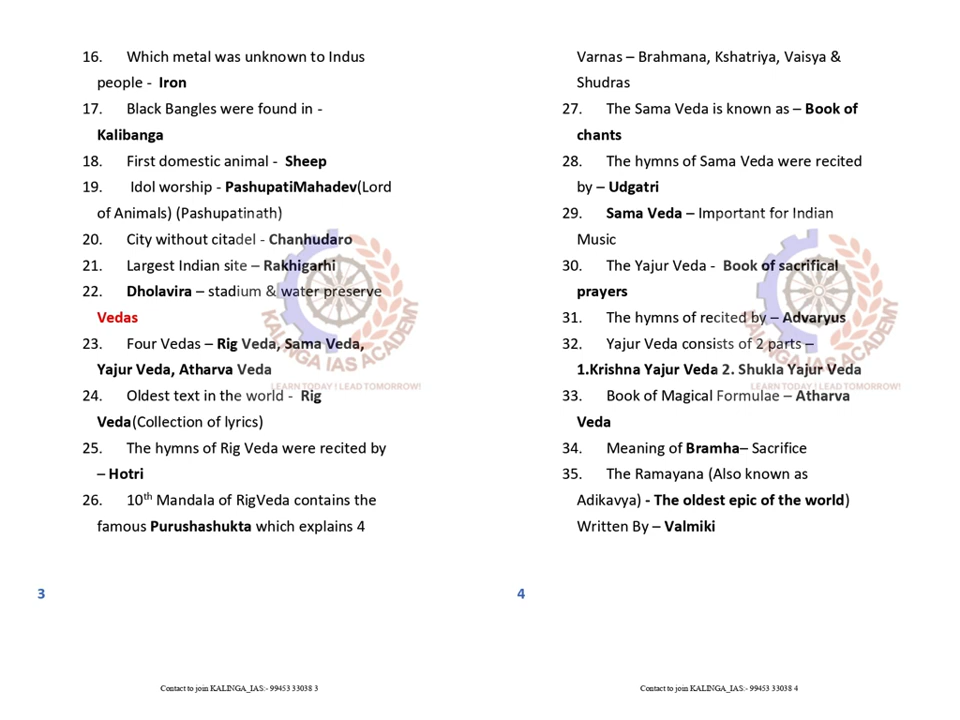 16. Which metal was unknown to Indus
people - Iron
17. Black Bangles were found in -
Kalibanga
18. First domestic animal - Sheep
19. Idol worship - PashupatiMahadev(Lord
of Animals) (Pashupatinath)
20. City without citadel - Chanhudaro
21. Largest Indian site – Rakhigarhi
22. Dholavira – stadium & water preserve
Vedas
23. Four Vedas – Rig Veda, Sama Veda,
Yajur Veda, Atharva Veda
24. Oldest text in the world - Rig
Veda(Collection of lyrics)
25. The hymns of Rig Veda were recited by
– Hotri
26. 10th Mandala of RigVeda contains the
famous Purushashukta which explains 4
KALINGA IAS ACADEMY
LEARN TODAY ! LEAD TOMORROW!
3
Contact to join KALINGA_IAS:- 99453 33038 3
Varnas – Brahmana, Kshatriya, Vaisya &
Shudras
27. The Sama Veda is known as – Book of
chants
28. The hymns of Sama Veda were recited
by – Udgatri
29. Sama Veda – Important for Indian
Music
30. The Yajur Veda - Book of sacrifical
prayers
31. The hymns of recited by – Advaryus
32. Yajur Veda consists of 2 parts –
1.Krishna Yajur Veda 2. Shukla Yajur Veda
33. Book of Magical Formulae – Atharva
Veda
34. Meaning of Bramha– Sacrifice
35. The Ramayana (Also known as
Adikavya) - The oldest epic of the world)
Written By – Valmiki
KALINGA IAS ACADEMY
LEARN TODAY ! LEAD TOMORROW!
4
Contact to join KALINGA_IAS:- 99453 33038 4